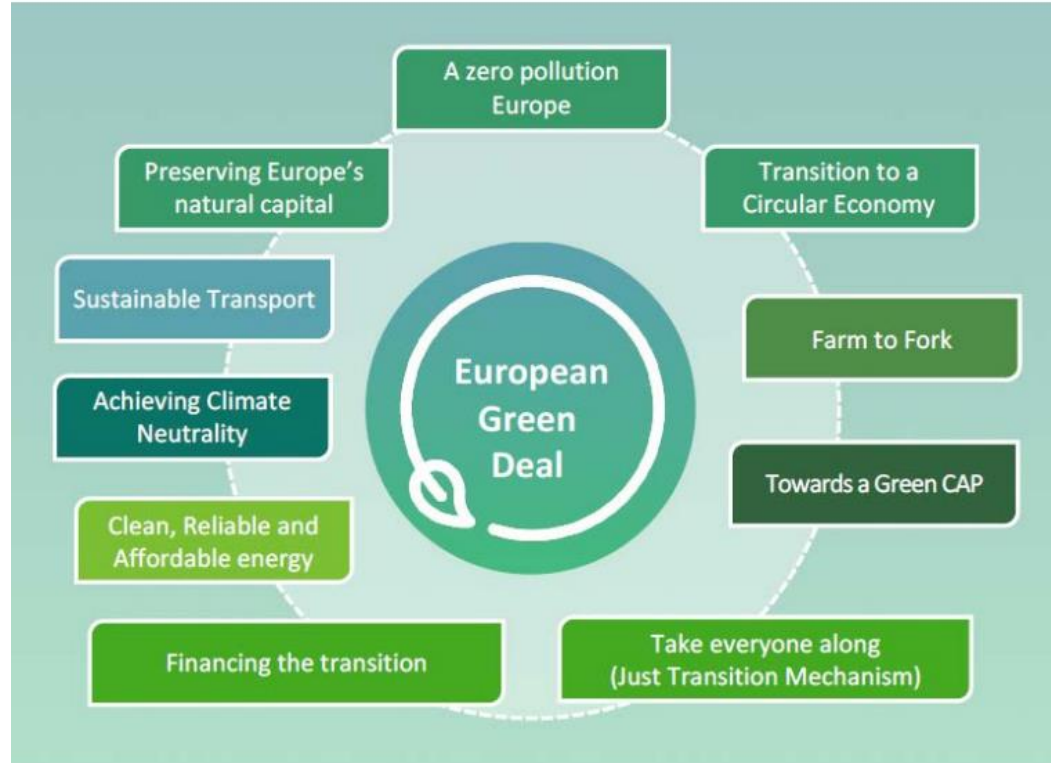 A zero pollution
Europe
Preserving Europe's
natural capital
Transition to a
Circular Economy
Sustainable Transport
Farm to Fork
European
Green
Deal
Achieving Climate
Neutrality
Towards a Green CAP
Clean, Reliable and
Affordable energy
Financing the transition
Take everyone along
(Just Transition Mechanism)